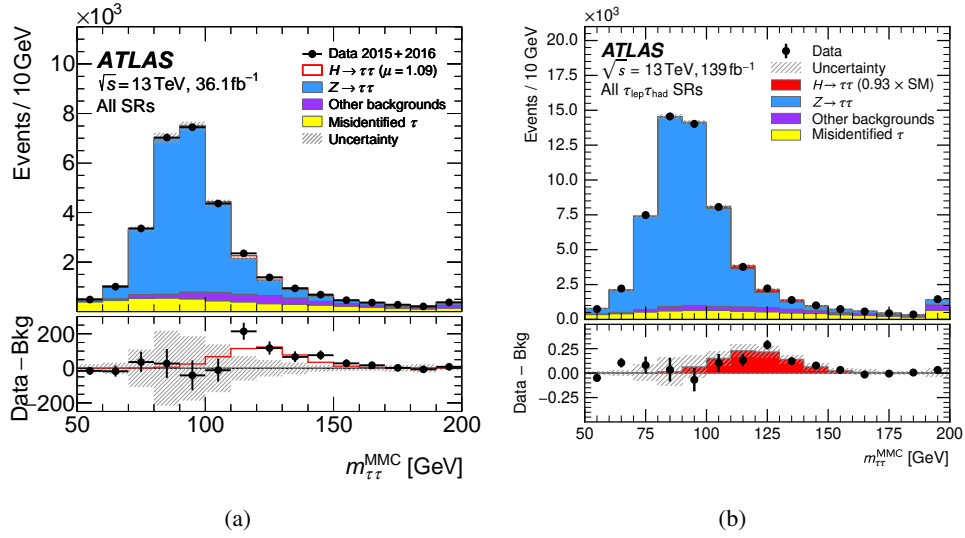 ×10³
Events / 10 GeV
8
6
4
2
ATLAS
√s = 13 TeV, 36.1 fb⁻¹
All SRs
Data 2015+2016
H→ττ (μ = 1.09)
Z→ττ
Other backgrounds
Misidentified τ
Uncertainty
Data−Bkg
200
0
−200
50 100 150 200
m_ττ^MMC [GeV]
(a)
×10³
Events / 10 GeV
20.0
17.5
15.0
12.5
10.0
7.5
5.0
2.5
0.0
ATLAS
√s = 13 TeV, 139 fb⁻¹
All τ_lep τ_had SRs
Data
Uncertainty
H→ττ (0.93 × SM)
Z→ττ
Other backgrounds
Misidentified τ
Data − Bkg
0.25
0.00
−0.25
50 75 100 125 150 175 200
m_ττ^MMC [GeV]
(b)